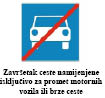 Završetak ceste namijenjene
isključivo za promet motornih
vozila ili brze ceste